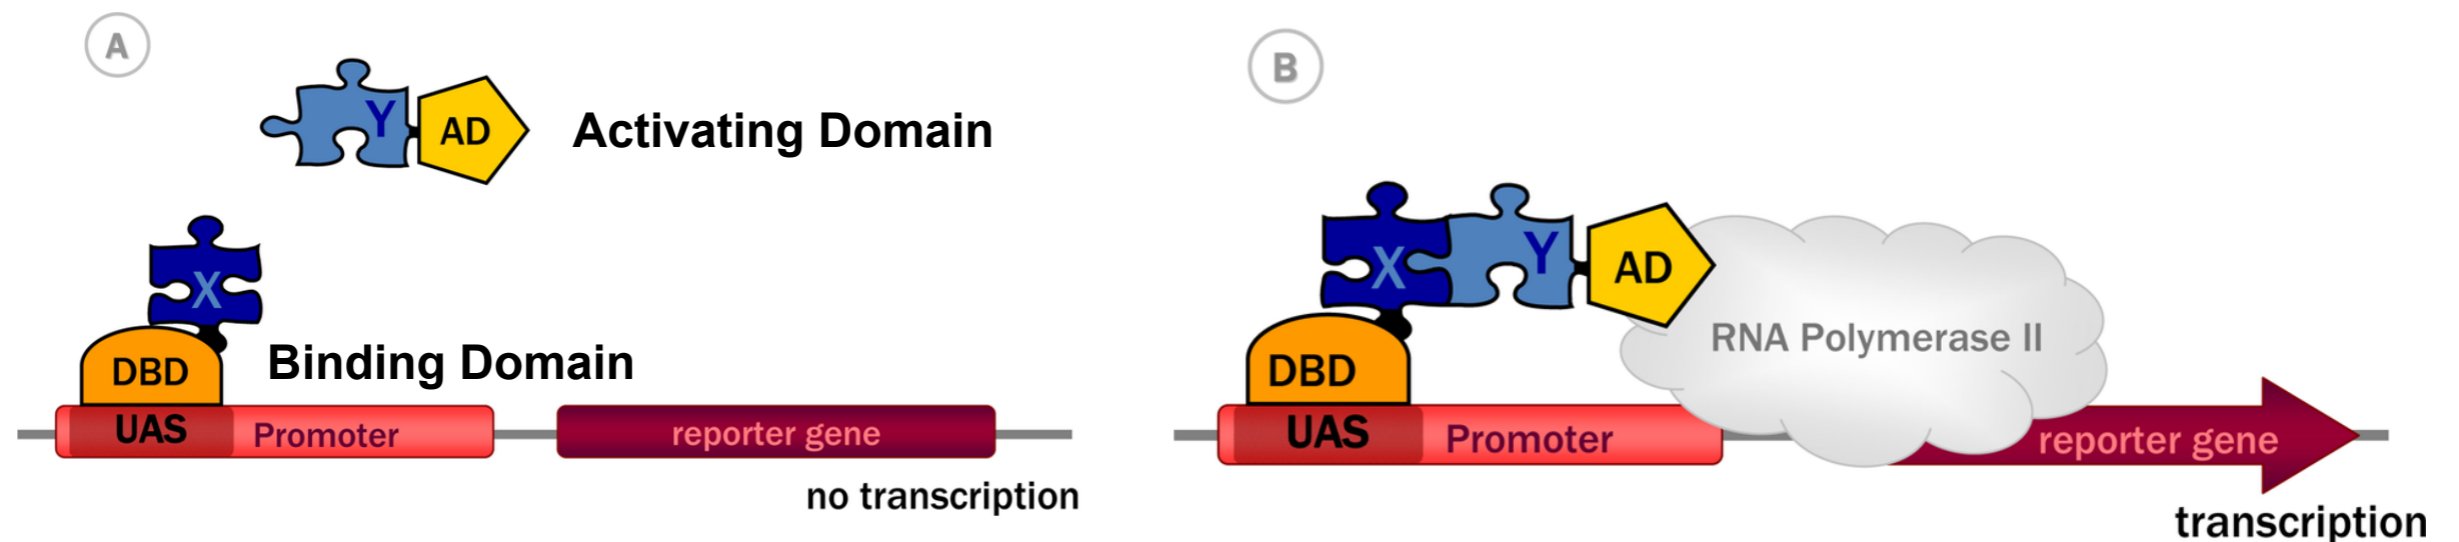 A
Y
AD
Activating Domain
X
DBD
Binding Domain
UAS
Promoter
reporter gene
no transcription
B
X
Y
AD
RNA Polymerase II
DBD
UAS
Promoter
reporter gene
transcription